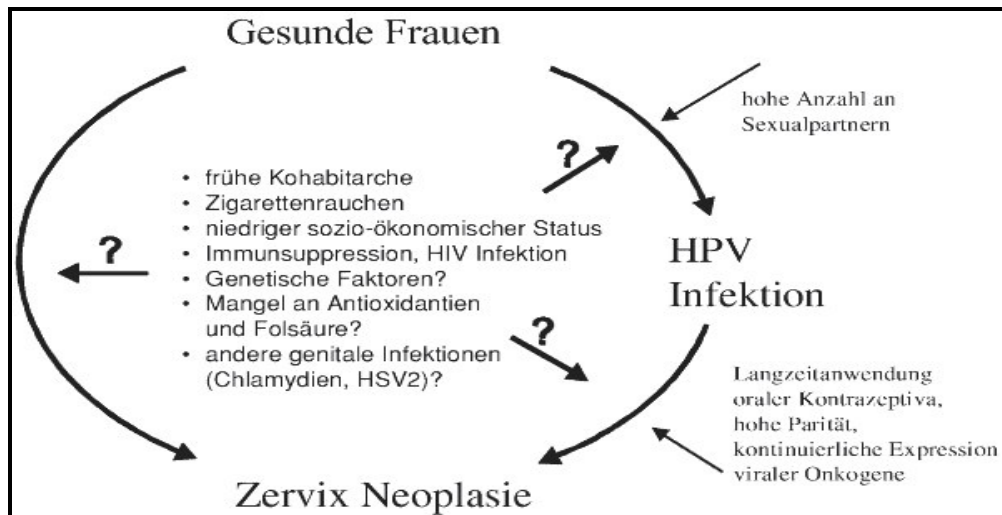 Gesunde Frauen
hohe Anzahl an
Sexualpartnern
?
• frühe Kohabitarche
• Zigarettenrauchen
• niedriger sozio-ökonomischer Status
• Immunsuppression, HIV Infektion
• Genetische Faktoren?
• Mangel an Antioxidantien
und Folsäure?
• andere genitale Infektionen
(Chlamydien, HSV2)?
?
?
HPV
Infektion
Langzeitanwendung
oraler Kontrazeptiva,
hohe Parität,
kontinuierliche Expression
viraler Onkogene
Zervix Neoplasie